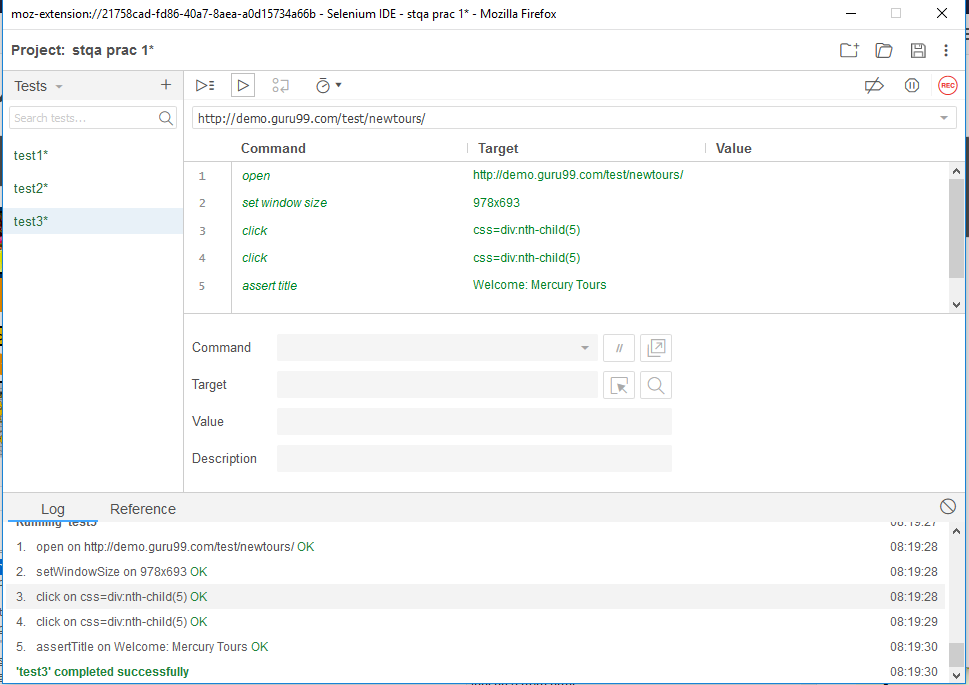 moz-extension://21758cad-fd86-40a7-8aea-a0d15734a66b - Selenium IDE - stqa prac 1* - Mozilla Firefox
Project: stqa prac 1*
Tests
REC
Search tests...
http://demo.guru99.com/test/newtours/
Command Target Value
test1*
test2*
test3*
1 open http://demo.guru99.com/test/newtours/
2 set window size 978x693
3 click css=div:nth-child(5)
4 click css=div:nth-child(5)
5 assert title Welcome: Mercury Tours
Command //
Target
Value
Description
Log Reference
Running 'test3' 08:19:27
1. open on http://demo.guru99.com/test/newtours/ OK 08:19:28
2. setWindowSize on 978x693 OK 08:19:28
3. click on css=div:nth-child(5) OK 08:19:28
4. click on css=div:nth-child(5) OK 08:19:29
5. assertTitle on Welcome: Mercury Tours OK 08:19:30
'test3' completed successfully 08:19:30